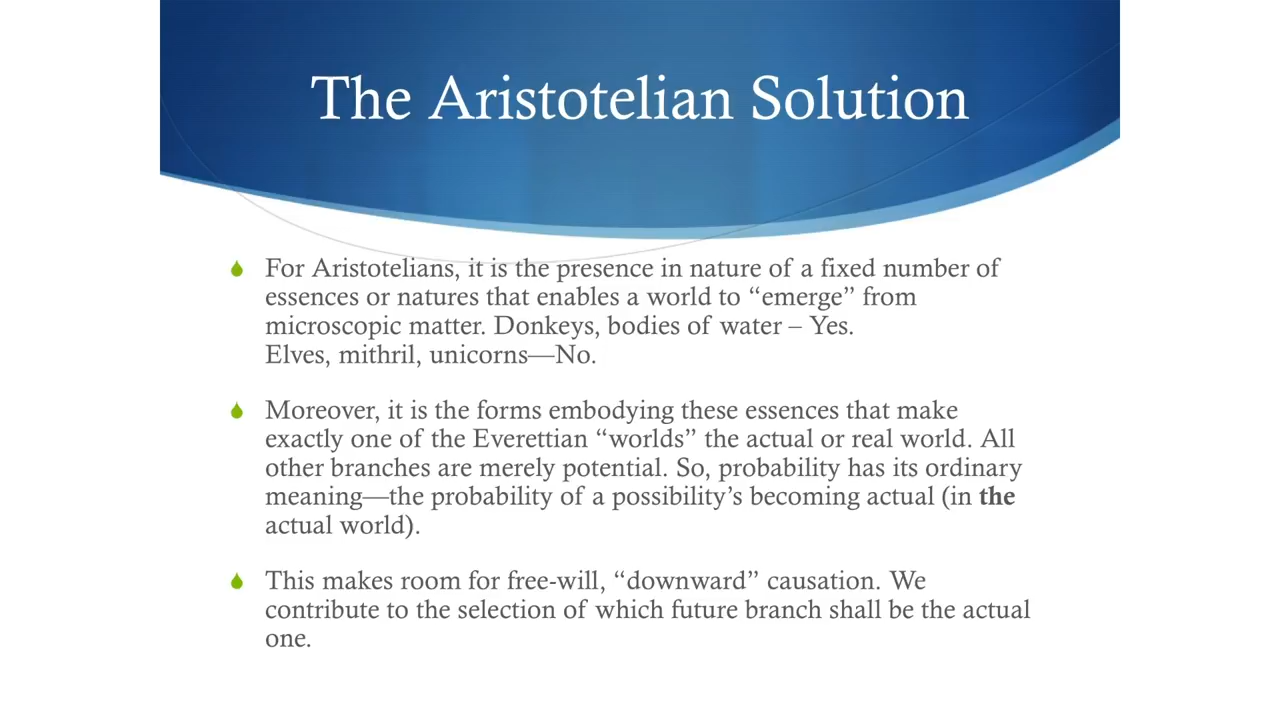 The Aristotelian Solution
For Aristotelians, it is the presence in nature of a fixed number of
essences or natures that enables a world to “emerge” from
microscopic matter. Donkeys, bodies of water – Yes.
Elves, mithril, unicorns—No.
Moreover, it is the forms embodying these essences that make
exactly one of the Everettian “worlds” the actual or real world. All
other branches are merely potential. So, probability has its ordinary
meaning—the probability of a possibility’s becoming actual (in the
actual world).
This makes room for free-will, “downward” causation. We
contribute to the selection of which future branch shall be the actual
one.